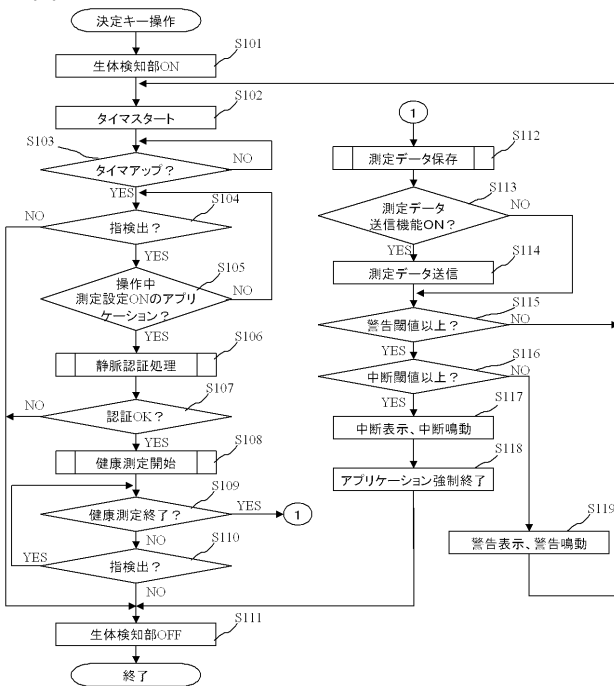 決定キー操作
S101
生体検知部ON
S102
タイマスタート
S103
タイマアップ？
NO
YES
S104
NO
指検出？
YES
S105
操作中
測定設定ONのアプリ
ケーション？
NO
YES
S106
静脈認証処理
S107
NO
認証OK？
YES
S108
健康測定開始
S109
健康測定終了？
YES
1
NO
S110
YES
指検出？
NO
S111
生体検知部OFF
終了
1
S112
測定データ保存
S113
測定データ
送信機能ON？
NO
YES
S114
測定データ送信
S115
警告閾値以上？
NO
YES
S116
中断閾値以上？
NO
YES
S117
中断表示、中断鳴動
S118
アプリケーション強制終了
S119
警告表示、警告鳴動